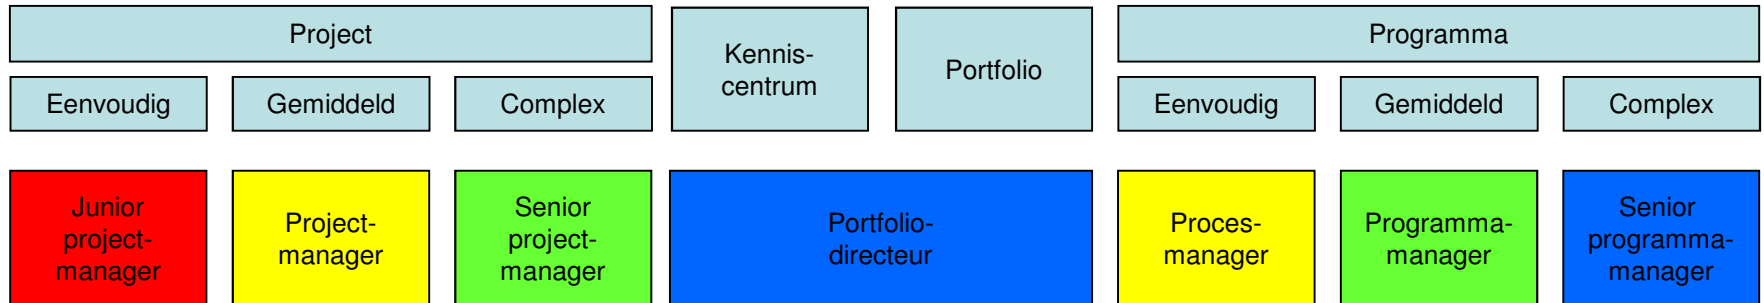 Project
Kennis-
centrum
Portfolio
Programma
Eenvoudig
Gemiddeld
Complex
Eenvoudig
Gemiddeld
Complex
Junior
project-
manager
Project-
manager
Senior
project-
manager
Portfolio-
directeur
Proces-
manager
Programma-
manager
Senior
programma-
manager